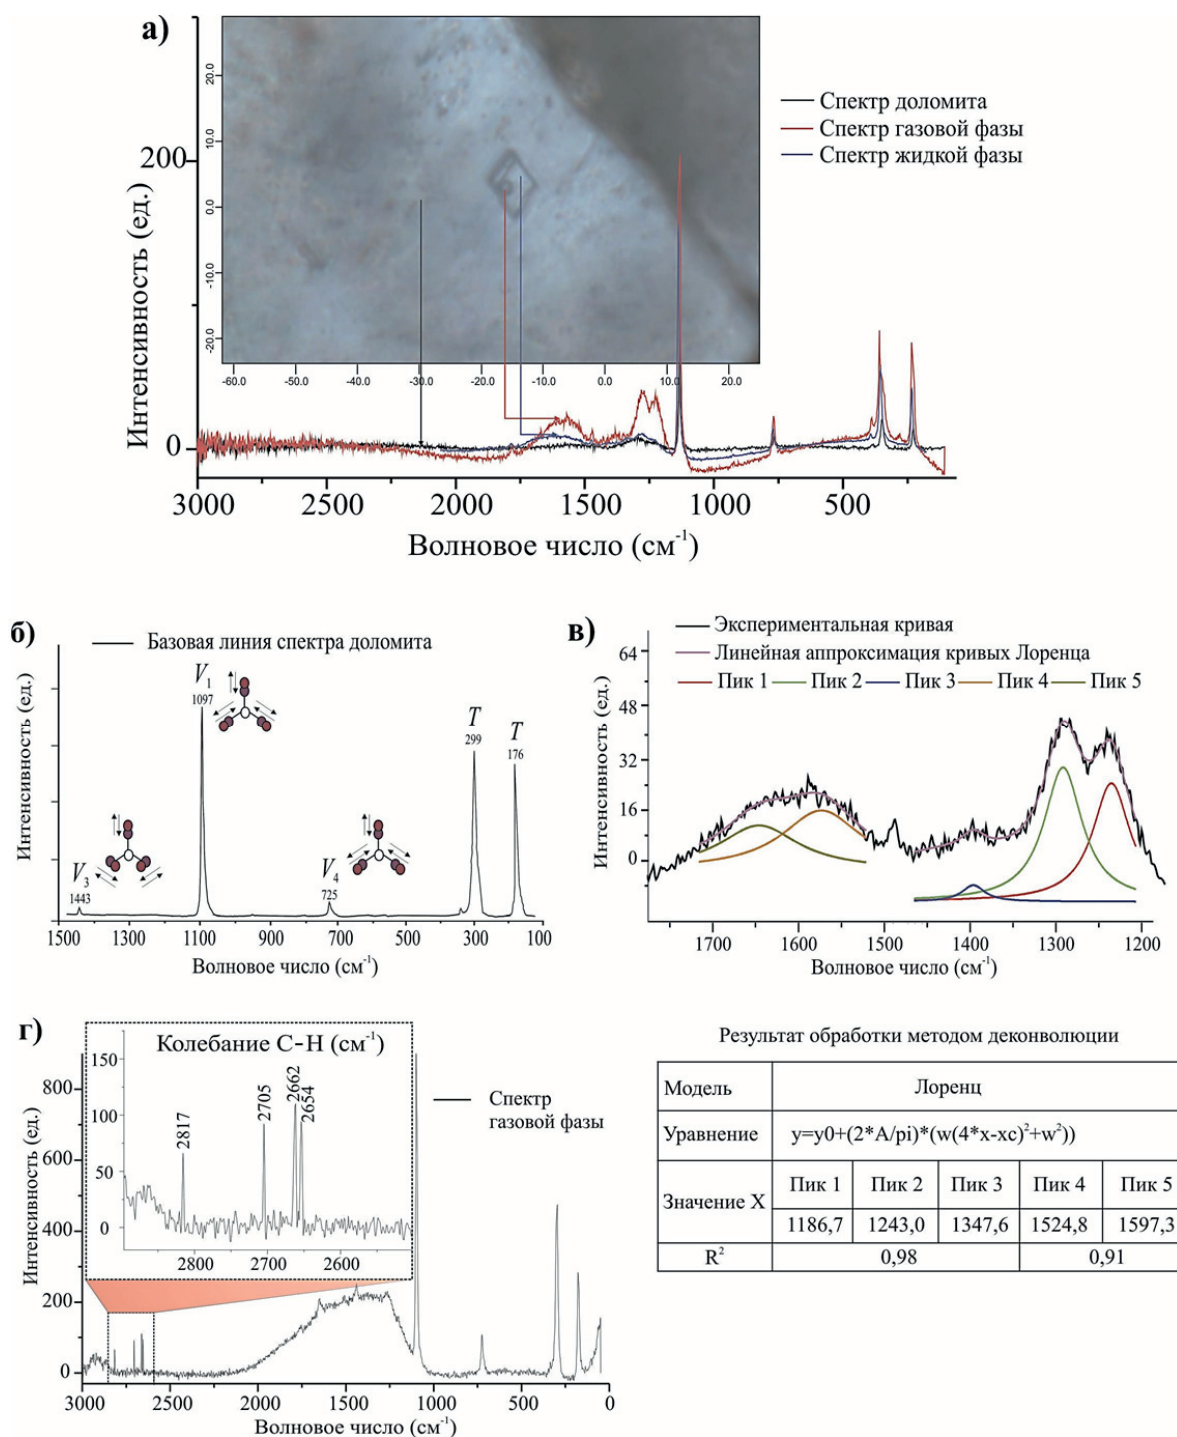 а)
Спектр доломита
Спектр газовой фазы
Спектр жидкой фазы
Интенсивность (ед.)
200
0
20.0
10.0
0.0
-10.0
-20.0
-60.0 -50.0 -40.0 -30.0 -20.0 -10.0 0.0 10.0 20.0
3000 2000 1500 1000 500
Волновое число (см-1)
б)
Базовая линия спектра доломита
Интенсивность (ед.)
V1
1097
T
299
T
176
V3
1443
V4
725
1500 1300 1100 900 700 500 300 100
Волновое число (см-1)
в)
Экспериментальная кривая
Линейная аппроксимация кривых Лоренца
Пик 1 Пик 2 Пик 3 Пик 4 Пик 5
Интенсивность (ед.)
64
48
32
16
0
1700 1600 1500 1400 1300 1200
Волновое число (см-1)
г)
Колебание С-Н (см-1)
150
100
50
0
2817
2705
2662
2654
2800 2700 2600
Спектр
газовой фазы
Интенсивность (ед.)
800
600
400
200
0
3000 2500 2000 1500 1000 500 0
Волновое число (см-1)
Результат обработки методом деконволюции
Модель Лоренц
Уравнение y=y0+(2*A/pi)*(w(4*x-xc)²+w²))
Значение X Пик 1 Пик 2 Пик 3 Пик 4 Пик 5
1186,7 1243,0 1347,6 1524,8 1597,3
R² 0,98 0,91